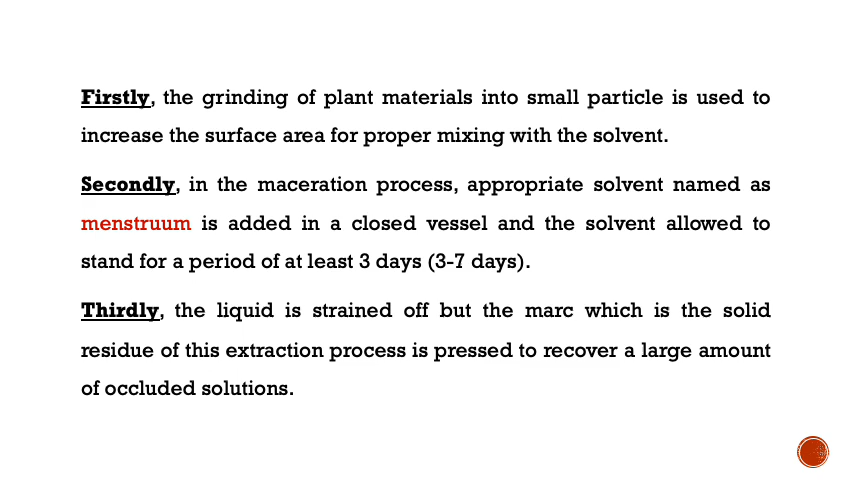 Firstly, the grinding of plant materials into small particle is used to
increase the surface area for proper mixing with the solvent.
Secondly, in the maceration process, appropriate solvent named as
menstruum is added in a closed vessel and the solvent allowed to
stand for a period of at least 3 days (3-7 days).
Thirdly, the liquid is strained off but the marc which is the solid
residue of this extraction process is pressed to recover a large amount
of occluded solutions.